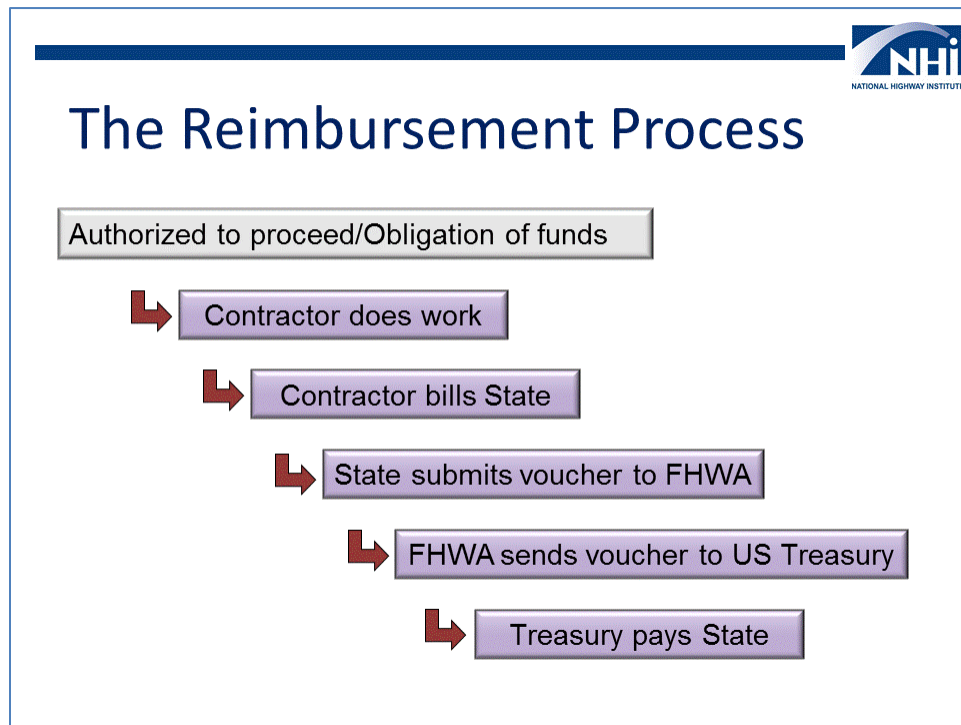 NHi
NATIONAL HIGHWAY INSTITUTE
The Reimbursement Process
Authorized to proceed/Obligation of funds
Contractor does work
Contractor bills State
State submits voucher to FHWA
FHWA sends voucher to US Treasury
Treasury pays State